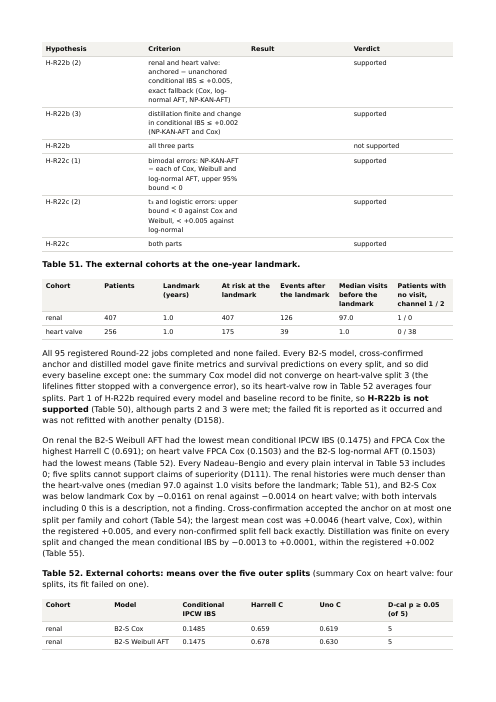 Hypothesis Criterion Result Verdict
H-R22b (2) renal and heart valve: supported
anchored − unanchored
conditional IBS ≤ +0.005,
exact fallback (Cox, log-
normal AFT, NP-KAN-AFT)
H-R22b (3) distillation finite and change supported
in conditional IBS ≤ +0.002
(NP-KAN-AFT and Cox)
H-R22b all three parts not supported
H-R22c (1) bimodal errors: NP-KAN-AFT supported
− each of Cox, Weibull and
log-normal AFT, upper 95%
bound < 0
H-R22c (2) t₃ and logistic errors: upper supported
bound < 0 against Cox and
Weibull, < +0.005 against
log-normal
H-R22c both parts supported
Table 51. The external cohorts at the one-year landmark.
Cohort Patients Landmark At risk at the Events after Median visits Patients with
(years) landmark the landmark before the no visit,
landmark channel 1 / 2
renal 407 1.0 407 126 97.0 1 / 0
heart valve 256 1.0 175 39 1.0 0 / 38
All 95 registered Round-22 jobs completed and none failed. Every B2-S model, cross-confirmed
anchor and distilled model gave finite metrics and survival predictions on every split, and so did
every baseline except one: the summary Cox model did not converge on heart-valve split 3 (the
lifelines fitter stopped with a convergence error), so its heart-valve row in Table 52 averages four
splits. Part 1 of H-R22b required every model and baseline record to be finite, so H-R22b is not
supported (Table 50), although parts 2 and 3 were met; the failed fit is reported as it occurred and
was not refitted with another penalty (D158).
On renal the B2-S Weibull AFT had the lowest mean conditional IPCW IBS (0.1475) and FPCA Cox the
highest Harrell C (0.691); on heart valve FPCA Cox (0.1503) and the B2-S log-normal AFT (0.1503)
had the lowest means (Table 52). Every Nadeau–Bengio and every plain interval in Table 53 includes
0; five splits cannot support claims of superiority (D111). The renal histories were much denser than
the heart-valve ones (median 97.0 against 1.0 visits before the landmark; Table 51), and B2-S Cox
was below landmark Cox by −0.0161 on renal against −0.0014 on heart valve; with both intervals
including 0 this is a description, not a finding. Cross-confirmation accepted the anchor on at most one
split per family and cohort (Table 54); the largest mean cost was +0.0046 (heart valve, Cox), within
the registered +0.005, and every non-confirmed split fell back exactly. Distillation was finite on every
split and changed the mean conditional IBS by −0.0013 to +0.0001, within the registered +0.002
(Table 55).
Table 52. External cohorts: means over the five outer splits (summary Cox on heart valve: four
splits, its fit failed on one).
Cohort Model Conditional Harrell C Uno C D-cal p ≥ 0.05
IPCW IBS (of 5)
renal B2-S Cox 0.1485 0.659 0.619 5
renal B2-S Weibull AFT 0.1475 0.678 0.630 5